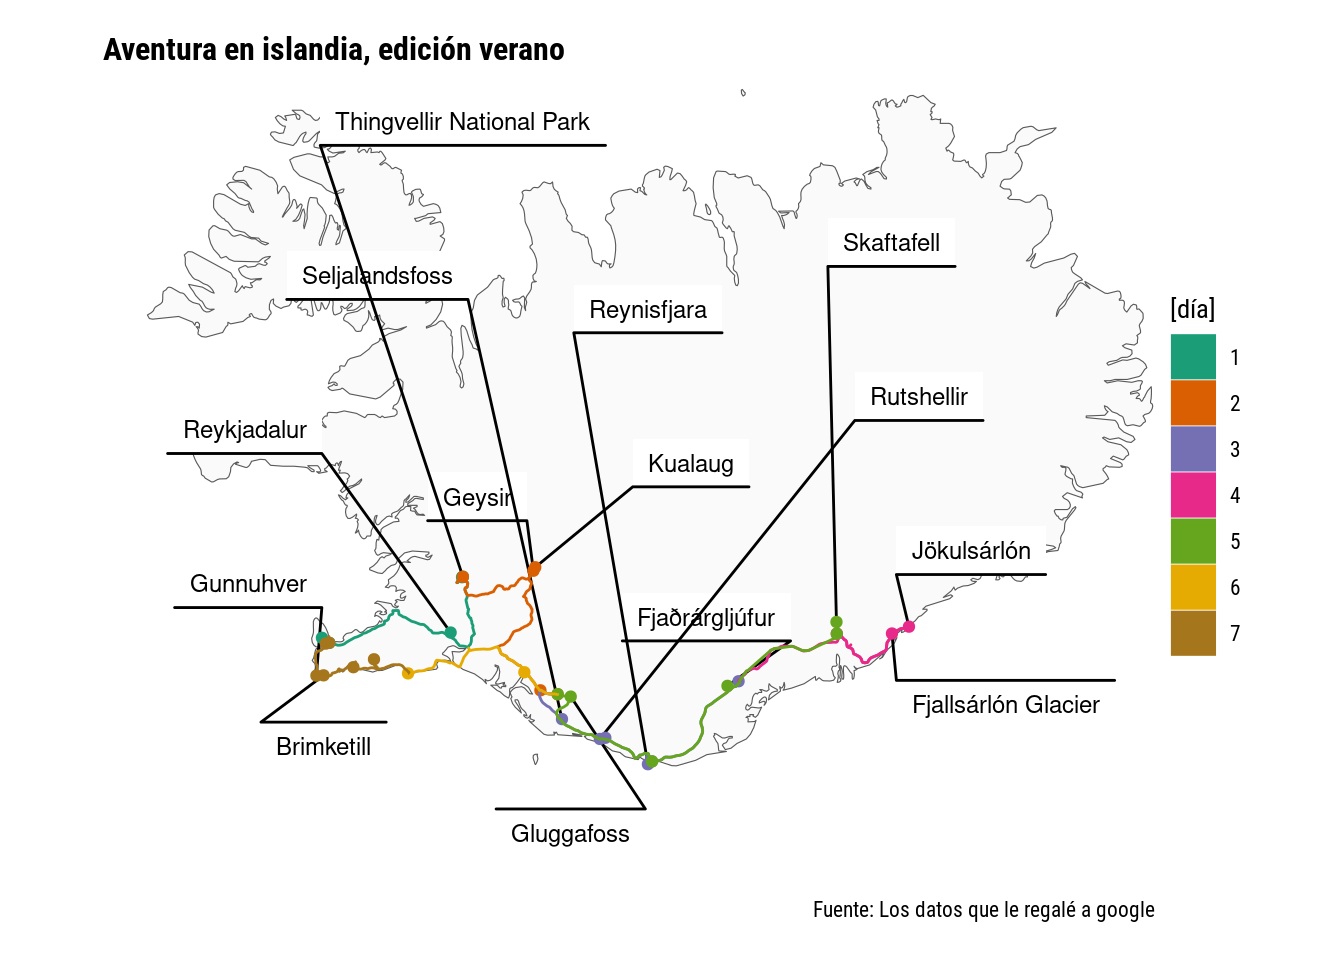 Aventura en islandia, edición verano
Thingvellir National Park
Skaftafell
Seljalandsfoss
Reynisfjara
[día]
1
2
3
4
5
6
7
Rutshellir
Reykjadalur
Kualaug
Geysir
Jökulsárlón
Gunnuhver
Fjaðrárgljúfur
Fjallsárlón Glacier
Brimketill
Gluggafoss
Fuente: Los datos que le regalé a google